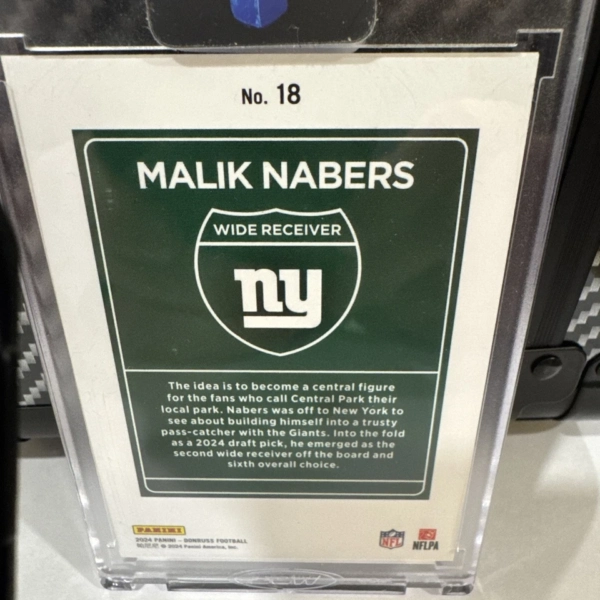 No. 18
MALIK NABERS
WIDE RECEIVER
ny
The idea is to become a central figure
for the fans who call Central Park their
local park. Nabers was off to New York to
see about building himself into a trusty
pass-catcher with the Giants. Into the fold
as a 2024 draft pick, he emerged as the
second wide receiver off the board and
sixth overall choice.
PANINI
2024 PANINI - DONRUSS FOOTBALL
© 2024 Panini America, Inc.
NFL
NFLPA